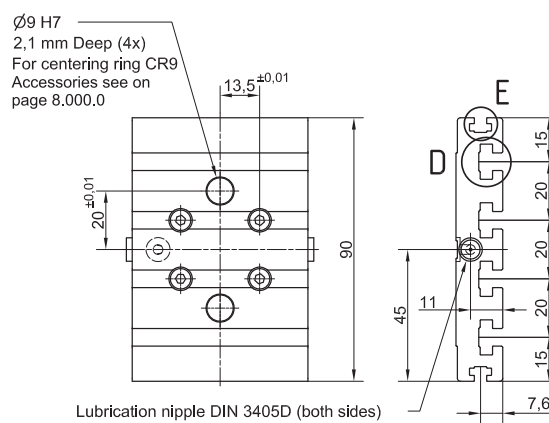 Ø9 H7
2,1 mm Deep (4x)
For centering ring CR9
Accessories see on
page 8.000.0
13,5 ±0,01
E
D
15
20 ±0,01
20
90
20
11
45
20
15
7,6
Lubrication nipple DIN 3405D (both sides)